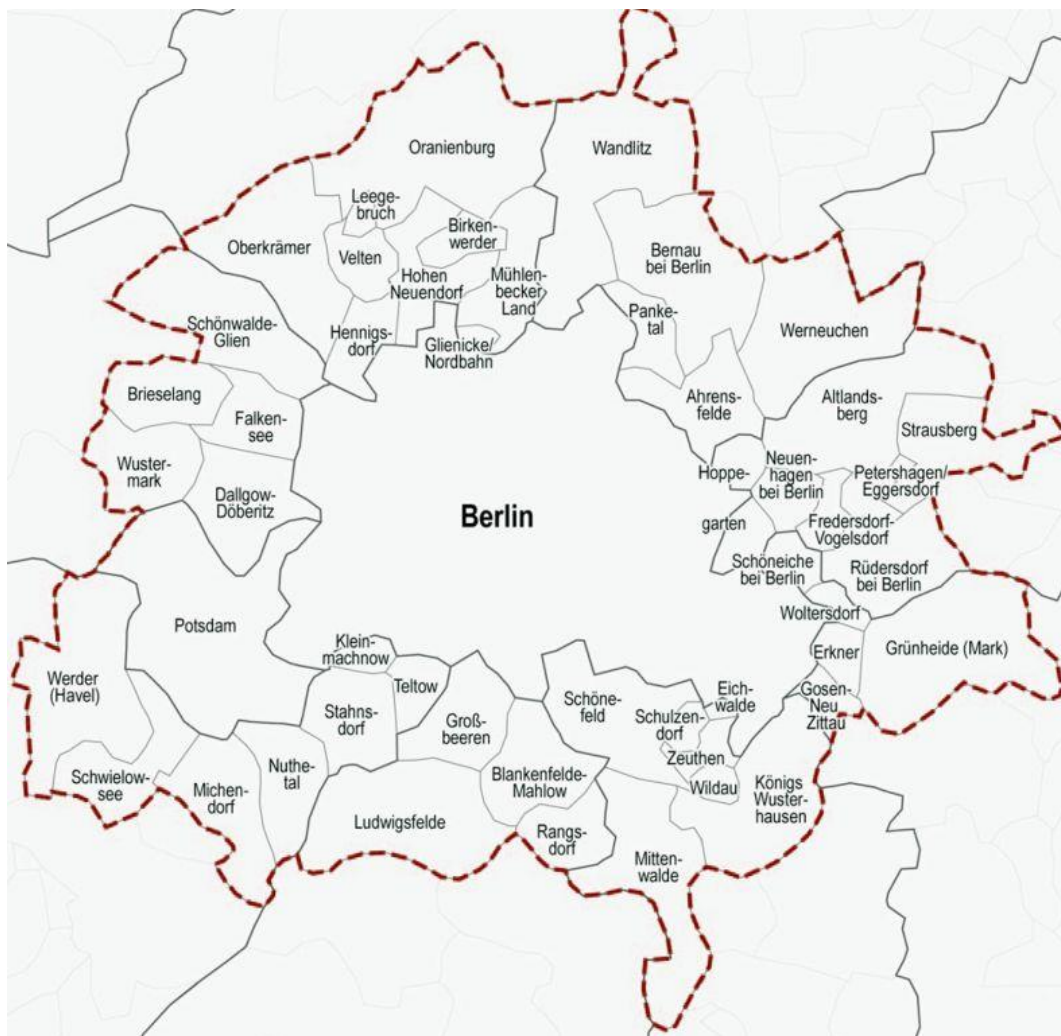 Oranienburg
Wandlitz
Leege-
bruch
Birken-
werder
Oberkrämer
Velten
Bernau
bei Berlin
Hohen
Neuendorf
Mühlen-
becker
Land
Panke-
tal
Schönwalde-
Glien
Hennigs-
dorf
Glienicke/
Nordbahn
Werneuchen
Brieselang
Falken-
see
Ahrens-
felde
Altlands-
berg
Strausberg
Wuster-
mark
Dallgow-
Döberitz
Hoppe-
garten
Neuen-
hagen
bei Berlin
Petershagen/
Eggersdorf
Berlin
Fredersdorf-
Vogelsdorf
Schöneiche
bei Berlin
Rüdersdorf
bei Berlin
Woltersdorf
Potsdam
Klein-
machnow
Erkner
Grünheide (Mark)
Werder
(Havel)
Teltow
Stahns-
dorf
Groß-
beeren
Schöne-
feld
Eich-
walde
Schulzen-
dorf
Gosen-
Neu
Zittau
Zeuthen
Schwielow-
see
Michen-
dorf
Nuthe-
tal
Blankenfelde-
Mahlow
Wildau
Königs
Wuster-
hausen
Ludwigsfelde
Rangs-
dorf
Mitten-
walde